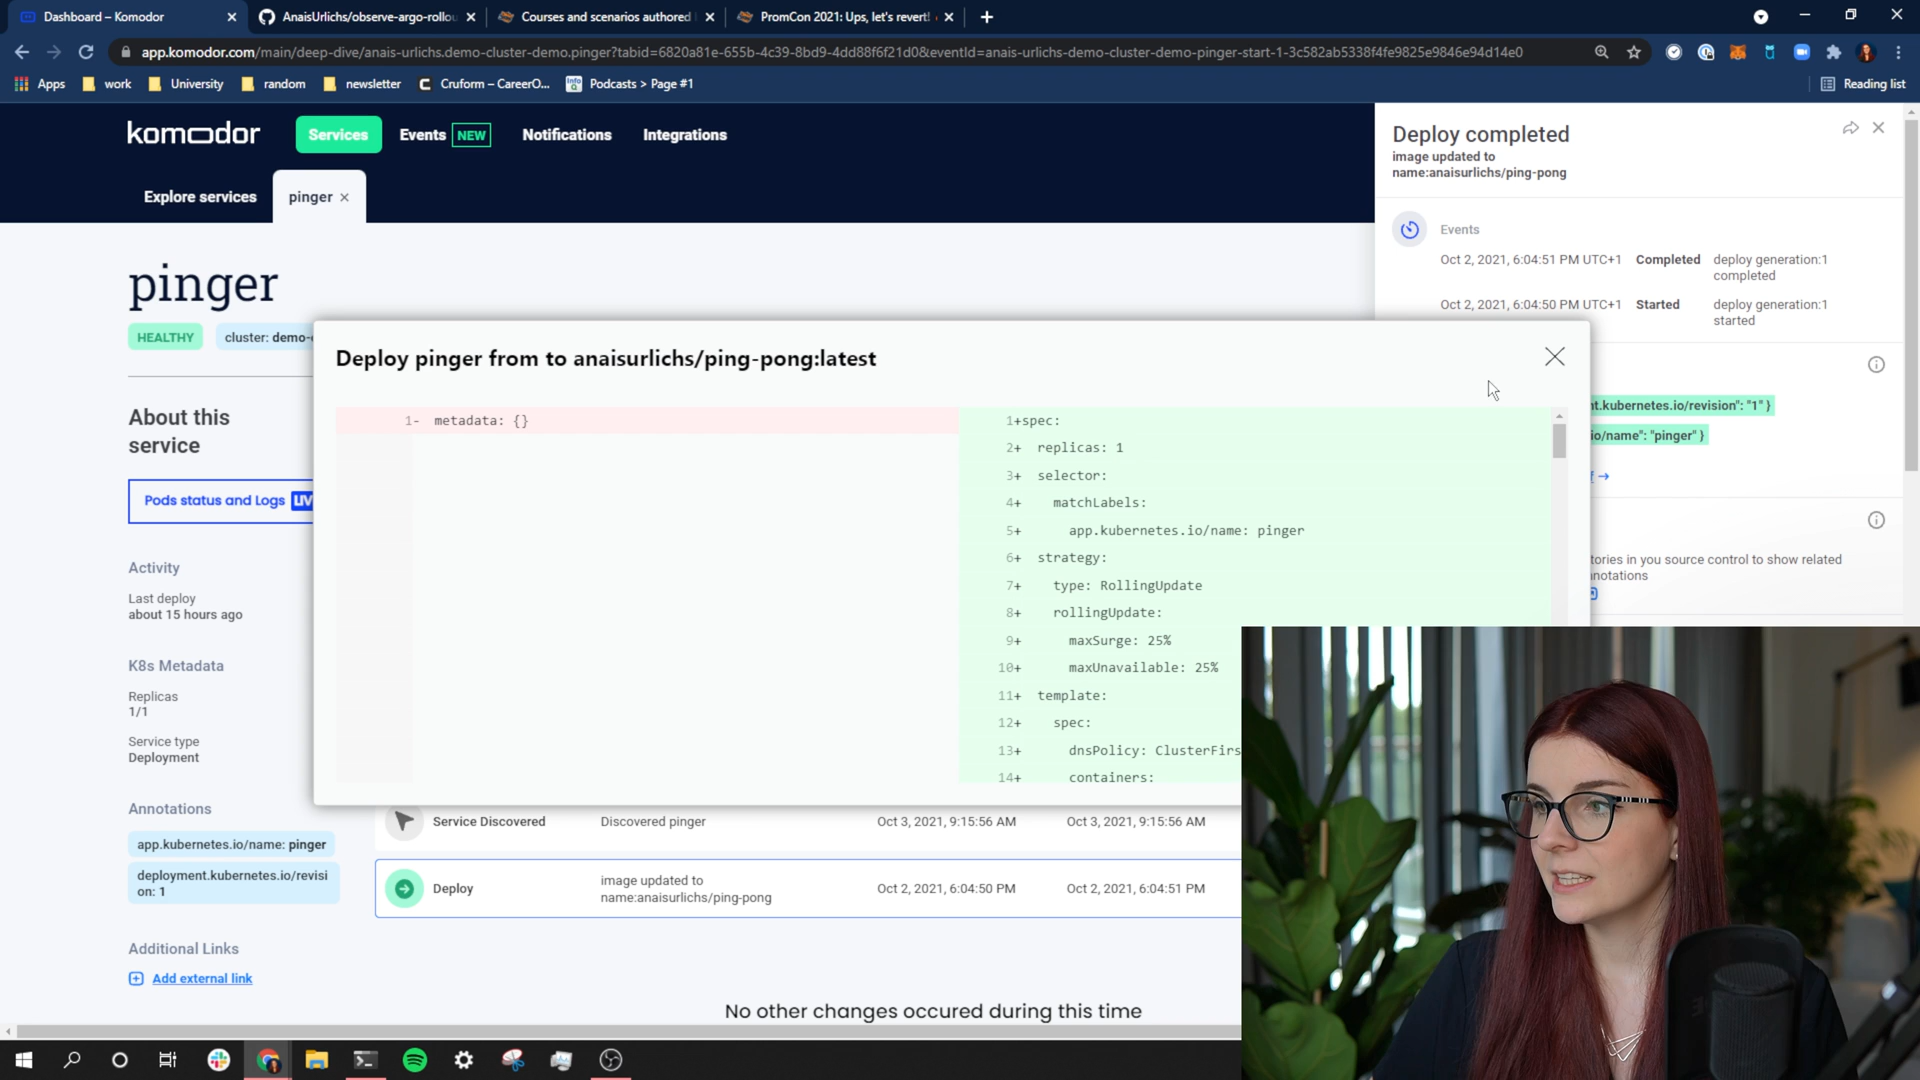 Dashboard – Komodor
AnaisUrlichs/observe-argo-rollou
Courses and scenarios authored
PromCon 2021: Ups, let's revert!
app.komodor.com/main/deep-dive/anais-urlichs.demo-cluster-demo.pinger?tabid=6820a81e-655b-4c39-8bd9-4dd88f6f21d0&eventId=anais-urlichs-demo-cluster-demo-pinger-start-1-3c582ab5338f4fe9825e9846e94d14e0
Apps
work
University
random
newsletter
Cruform – CareerO...
Podcasts > Page #1
Reading list
komodor
Services
Events NEW
Notifications
Integrations
Explore services
pinger
Deploy completed
image updated to
name:anaisurlichs/ping-pong
Events
Oct 2, 2021, 6:04:51 PM UTC+1 Completed deploy generation:1
completed
Oct 2, 2021, 6:04:50 PM UTC+1 Started deploy generation:1
started
pinger
HEALTHY
cluster: demo-
Deploy pinger from to anaisurlichs/ping-pong:latest
1- metadata: {}
1+spec:
2+ replicas: 1
3+ selector:
4+ matchLabels:
5+ app.kubernetes.io/name: pinger
6+ strategy:
7+ type: RollingUpdate
8+ rollingUpdate:
9+ maxSurge: 25%
10+ maxUnavailable: 25%
11+ template:
12+ spec:
13+ dnsPolicy: ClusterFirs
14+ containers:
t.kubernetes.io/revision": "1" }
io/name": "pinger" }
tories in you source control to show related
nnotations
About this
service
Pods status and Logs LIV
Activity
Last deploy
about 15 hours ago
K8s Metadata
Replicas
1/1
Service type
Deployment
Annotations
app.kubernetes.io/name: pinger
deployment.kubernetes.io/revisi
on: 1
Additional Links
Add external link
Service Discovered
Discovered pinger
Oct 3, 2021, 9:15:56 AM
Oct 3, 2021, 9:15:56 AM
Deploy
image updated to
name:anaisurlichs/ping-pong
Oct 2, 2021, 6:04:50 PM
Oct 2, 2021, 6:04:51 PM
No other changes occured during this time